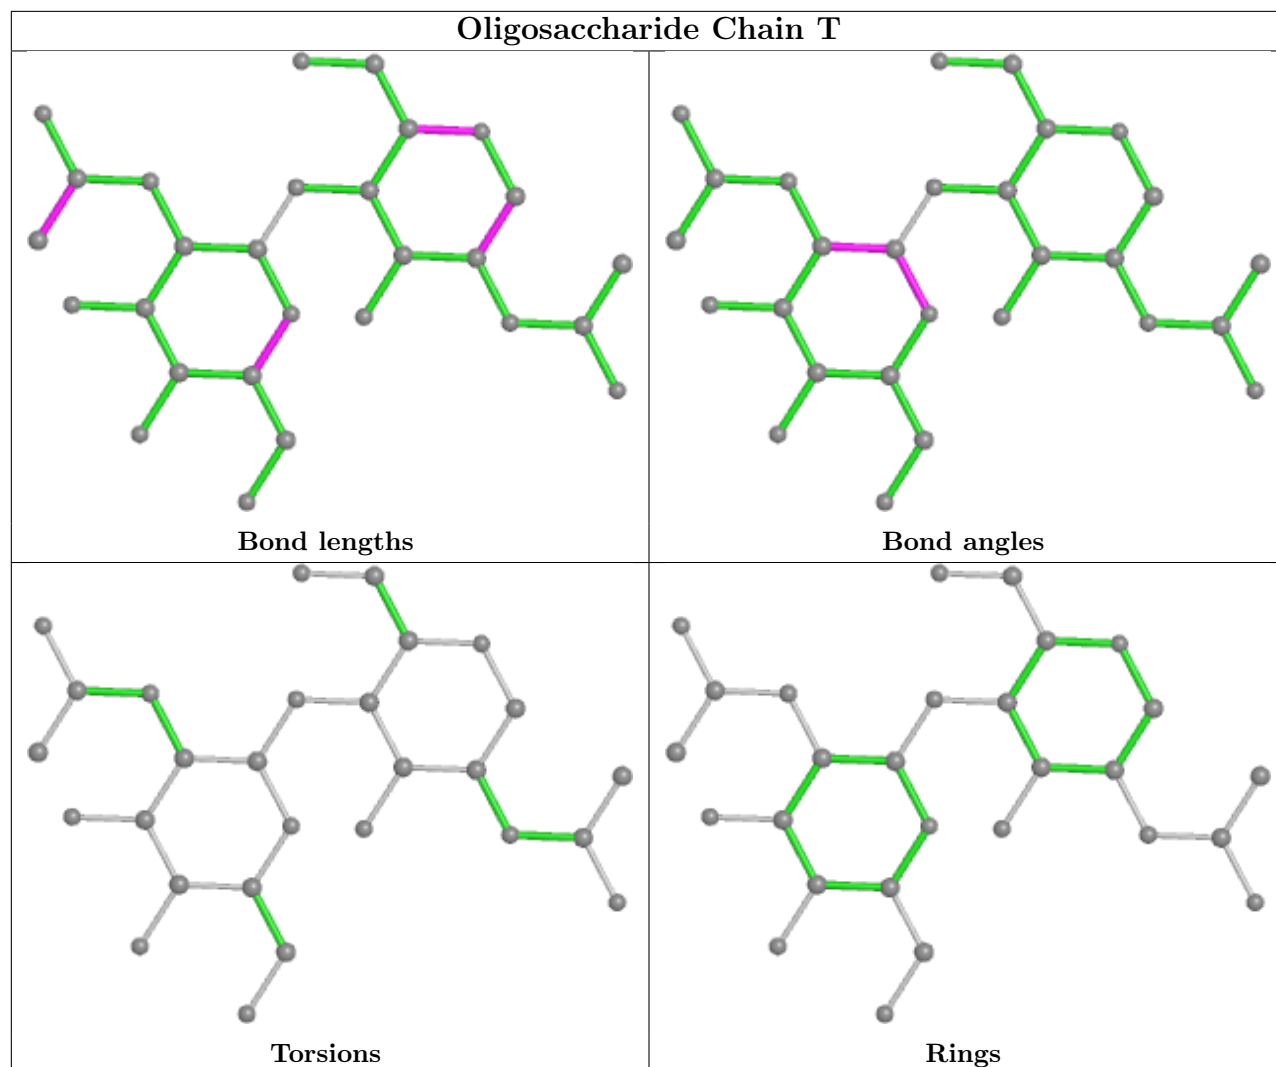 Oligosaccharide Chain T
Bond lengths
Bond angles
Torsions
Rings